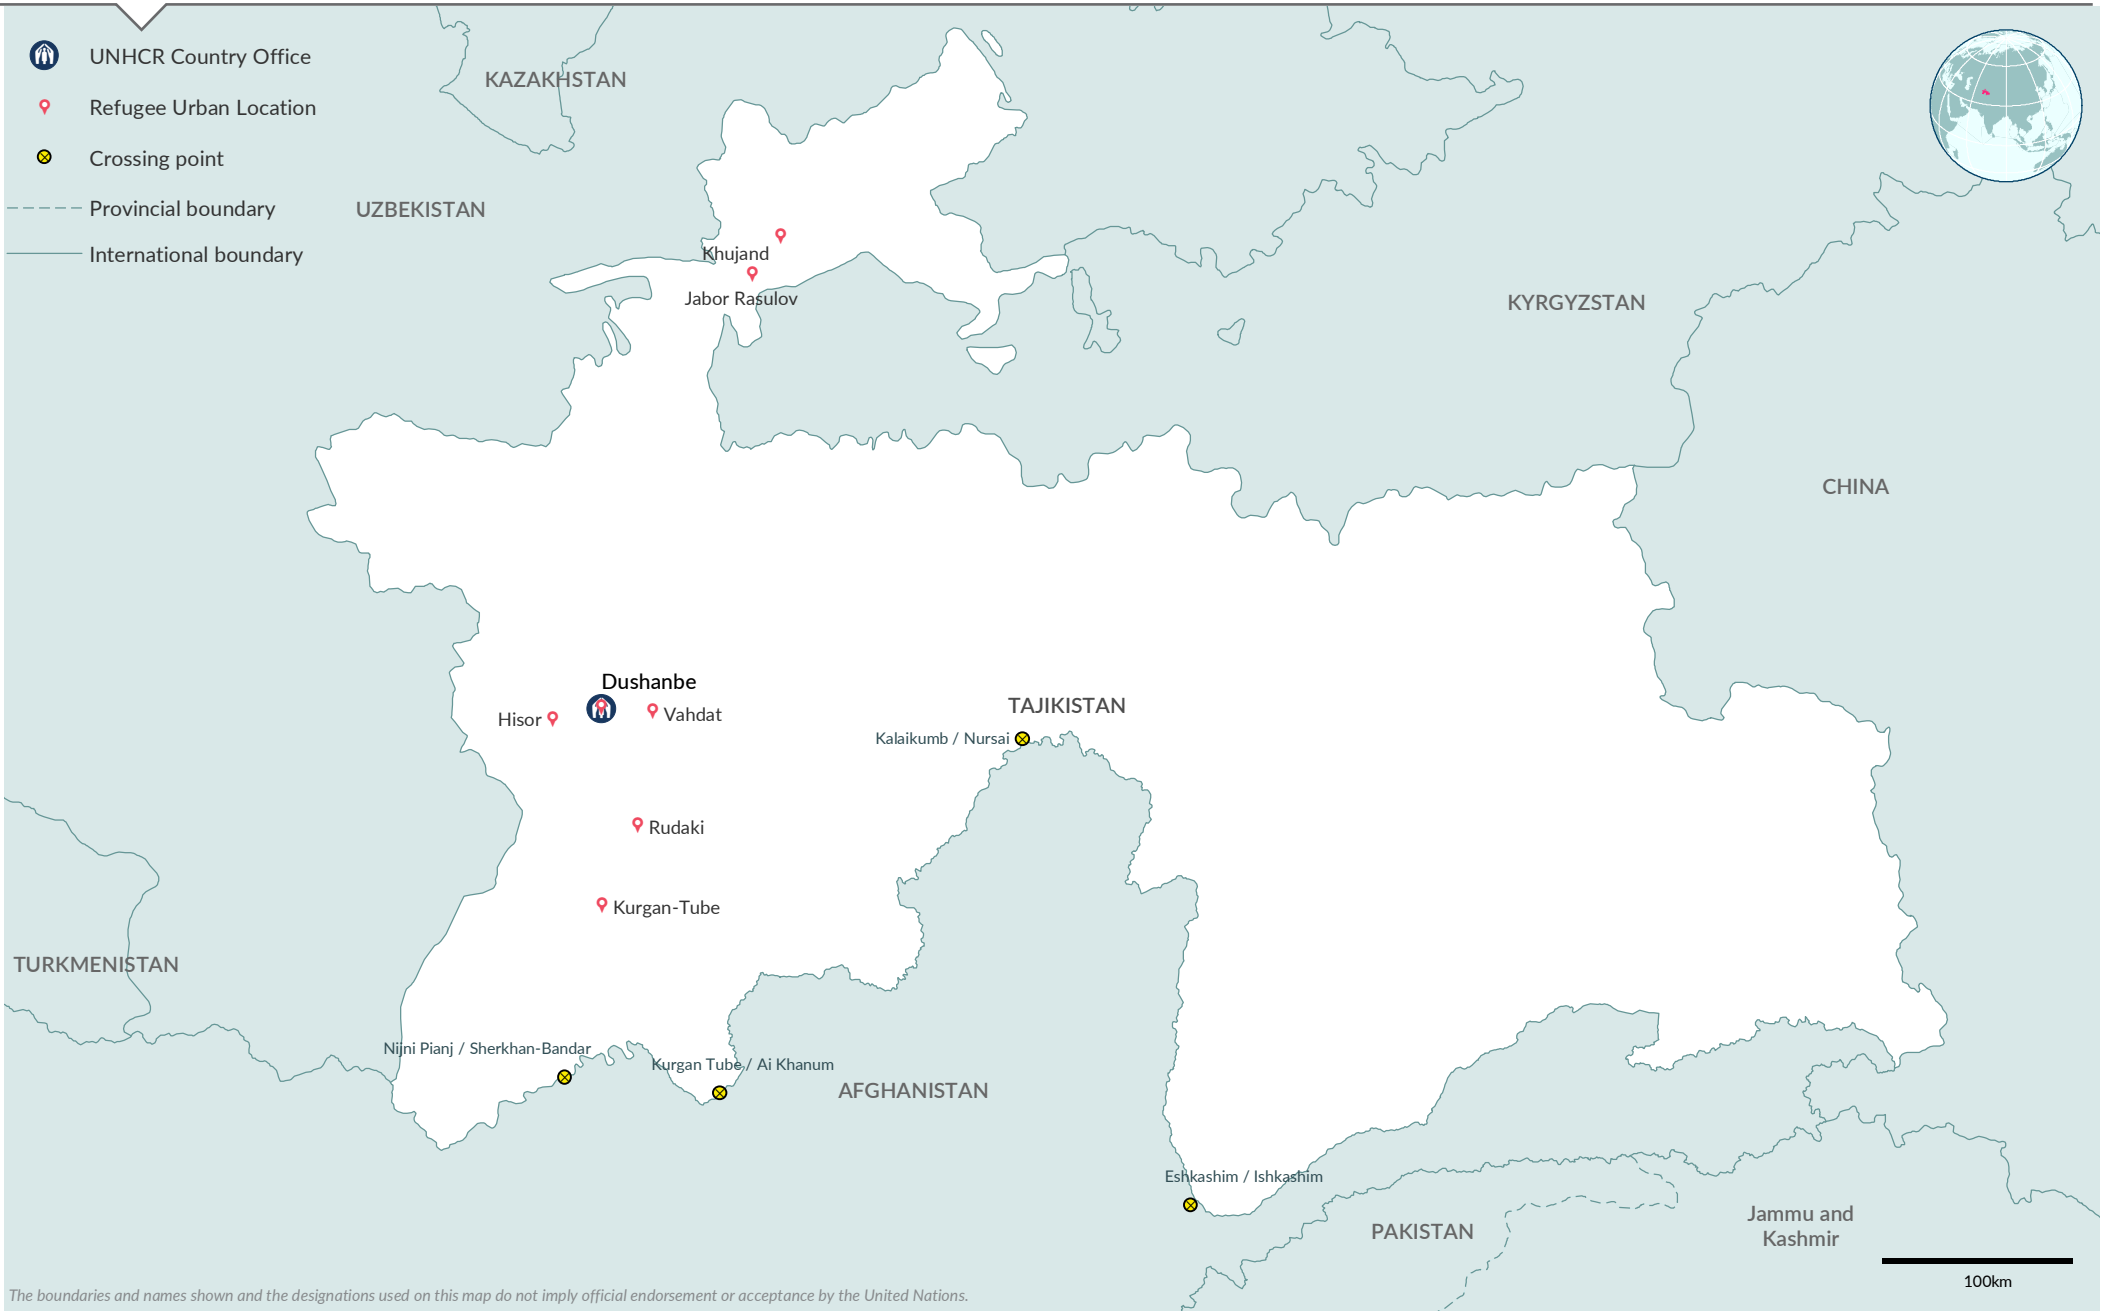 UNHCR Country Office
Refugee Urban Location
Crossing point
Provincial boundary
International boundary
KAZAKHSTAN
UZBEKISTAN
Khujand
Jabor Rasulov
KYRGYZSTAN
CHINA
Dushanbe
Hisor
Vahdat
TAJIKISTAN
Kalaikumb / Nursai
Rudaki
Kurgan-Tube
TURKMENISTAN
Nijni Pianj / Sherkhan-Bandar
Kurgan Tube / Ai Khanum
AFGHANISTAN
Eshkashim / Ishkashim
PAKISTAN
Jammu and
Kashmir
100km
The boundaries and names shown and the designations used on this map do not imply official endorsement or acceptance by the United Nations.